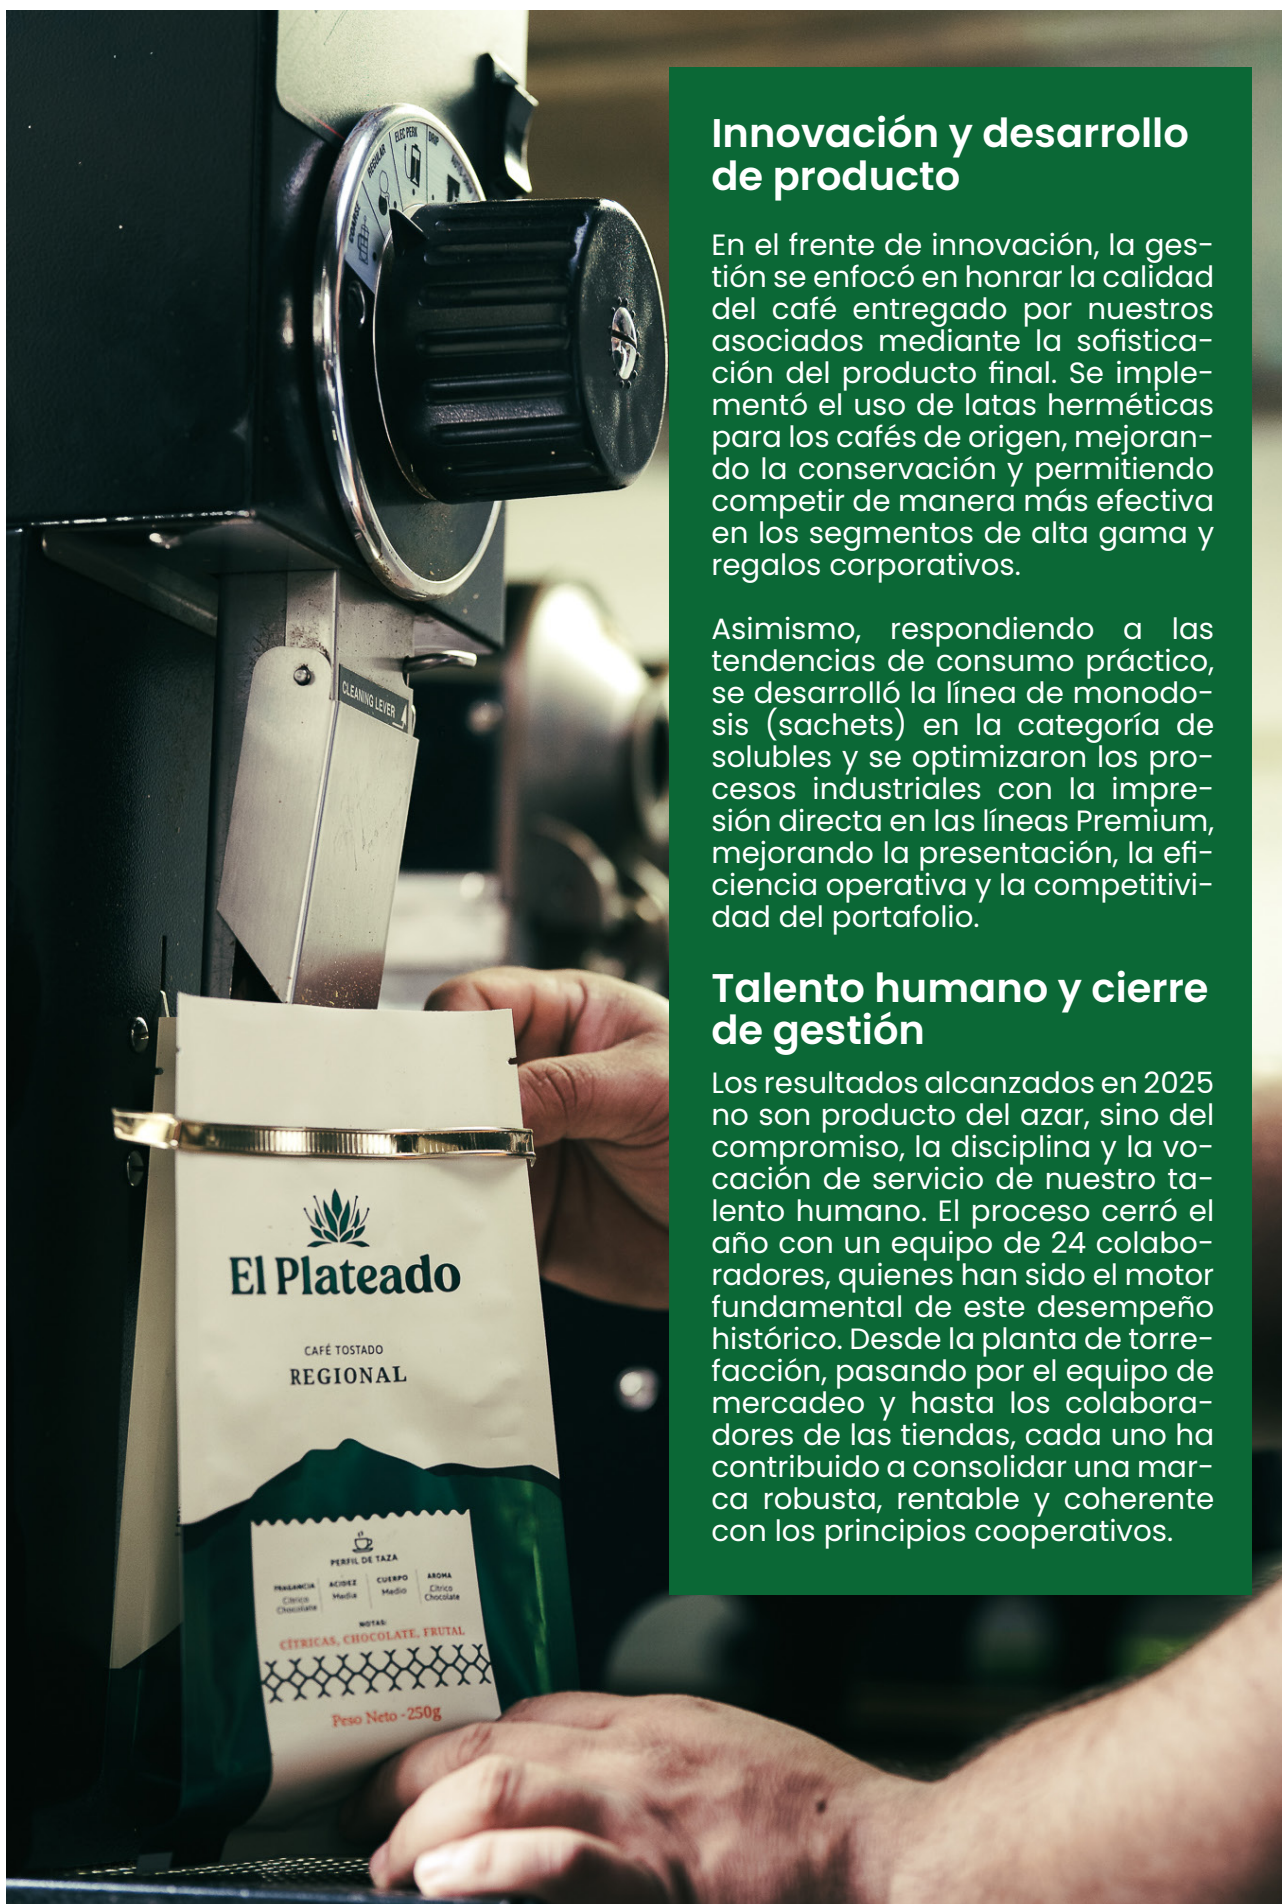 Innovación y desarrollo
de producto
En el frente de innovación, la ges-
tión se enfocó en honrar la calidad
del café entregado por nuestros
asociados mediante la sofistica-
ción del producto final. Se imple-
mentó el uso de latas herméticas
para los cafés de origen, mejoran-
do la conservación y permitiendo
competir de manera más efectiva
en los segmentos de alta gama y
regalos corporativos.
Asimismo, respondiendo a las
tendencias de consumo práctico,
se desarrolló la línea de monodo-
sis (sachets) en la categoría de
solubles y se optimizaron los pro-
cesos industriales con la impre-
sión directa en las líneas Premium,
mejorando la presentación, la efi-
ciencia operativa y la competitivi-
dad del portafolio.
Talento humano y cierre
de gestión
Los resultados alcanzados en 2025
no son producto del azar, sino del
compromiso, la disciplina y la vo-
cación de servicio de nuestro ta-
lento humano. El proceso cerró el
año con un equipo de 24 colabo-
radores, quienes han sido el motor
fundamental de este desempeño
histórico. Desde la planta de torre-
facción, pasando por el equipo de
mercadeo y hasta los colabora-
dores de las tiendas, cada uno ha
contribuido a consolidar una mar-
ca robusta, rentable y coherente
con los principios cooperativos.
COARSE
REGULAR
ELEC PERK
DRIP
CLEANING LEVER
El Plateado
CAFÉ TOSTADO
REGIONAL
PERFIL DE TAZA
FRAGANCIA ACIDEZ CUERPO AROMA
Cítrico Media Medio Cítrico
Chocolate Chocolate
NOTAS:
CÍTRICAS, CHOCOLATE, FRUTAL
Peso Neto - 250g